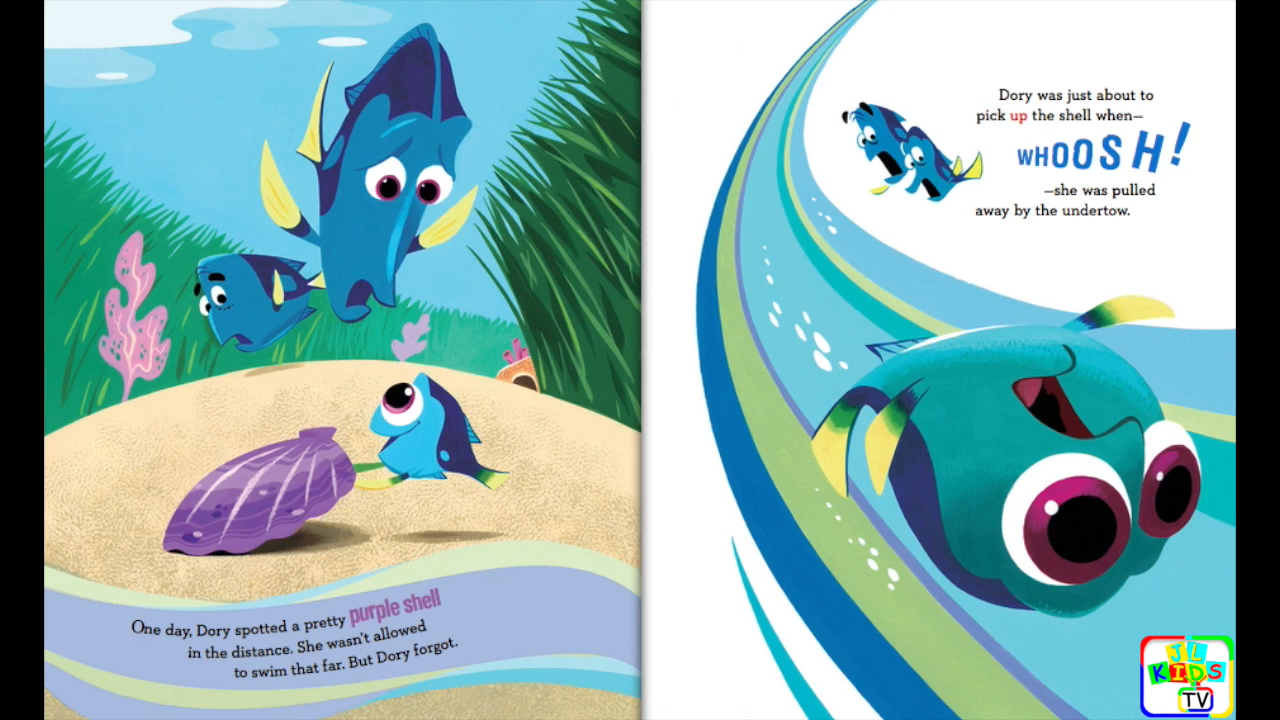 One day, Dory spotted a pretty purple shell
in the distance. She wasn't allowed
to swim that far. But Dory forgot.
Dory was just about to
pick up the shell when—
WHOOSH!
—she was pulled
away by the undertow.
JL
KIDS
TV